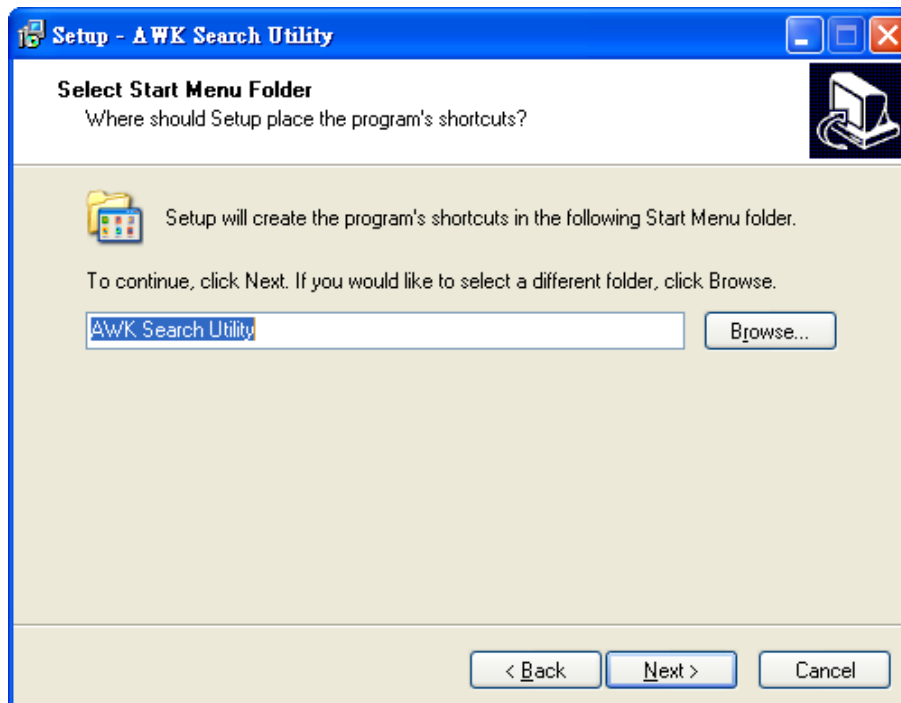 Setup - AWK Search Utility
Select Start Menu Folder
Where should Setup place the program's shortcuts?
Setup will create the program's shortcuts in the following Start Menu folder.
To continue, click Next. If you would like to select a different folder, click Browse.
AWK Search Utility
Browse...
< Back
Next >
Cancel